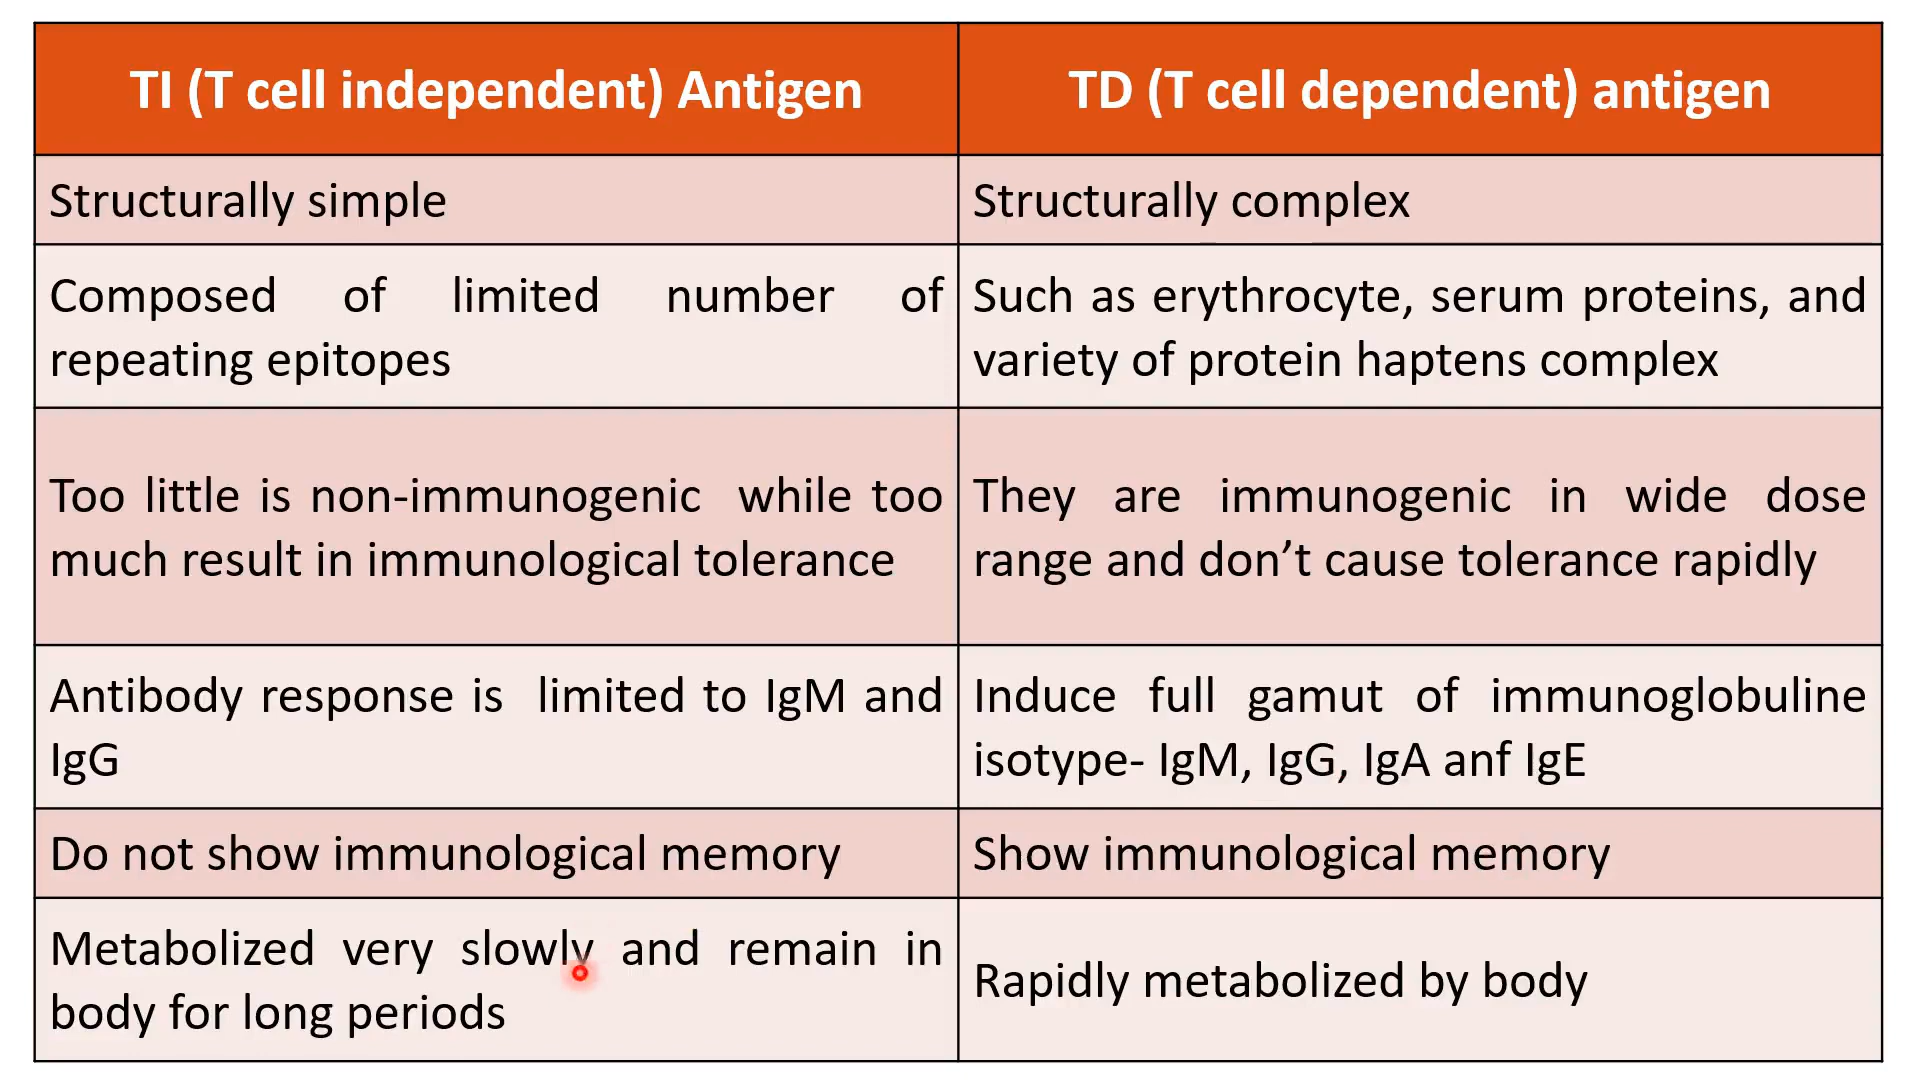 TI (T cell independent) Antigen
TD (T cell dependent) antigen
Structurally simple
Structurally complex
Composed of limited number of
repeating epitopes
Such as erythrocyte, serum proteins, and
variety of protein haptens complex
Too little is non-immunogenic while too
much result in immunological tolerance
They are immunogenic in wide dose
range and don’t cause tolerance rapidly
Antibody response is limited to IgM and
IgG
Induce full gamut of immunoglobuline
isotype- IgM, IgG, IgA anf IgE
Do not show immunological memory
Show immunological memory
Metabolized very slowly and remain in
body for long periods
Rapidly metabolized by body